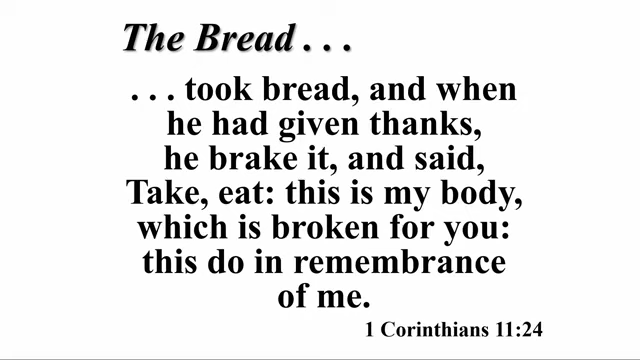 The Bread . . .
. . . took bread, and when
he had given thanks,
he brake it, and said,
Take, eat: this is my body,
which is broken for you:
this do in remembrance
of me.
1 Corinthians 11:24